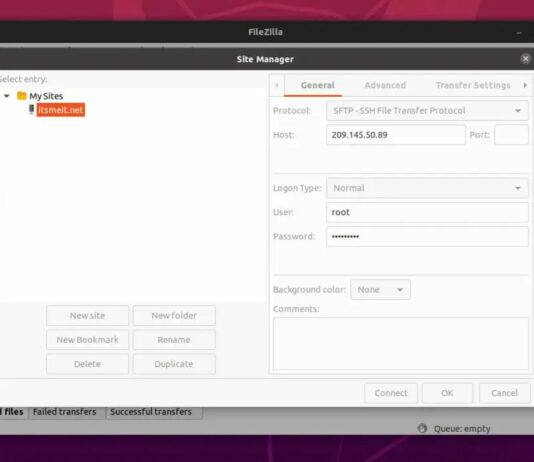 FileZilla
Site Manager
Select entry:
My Sites
itsmeit.net
New site
New folder
New Bookmark
Rename
Delete
Duplicate
General
Advanced
Transfer Settings
Protocol:
SFTP - SSH File Transfer Protocol
Host:
209.145.50.89
Port:
Logon Type:
Normal
User:
root
Password:
•••••••••
Background color:
None
Comments:
Connect
OK
Cancel
files
Failed transfers
Successful transfers
Queue: empty